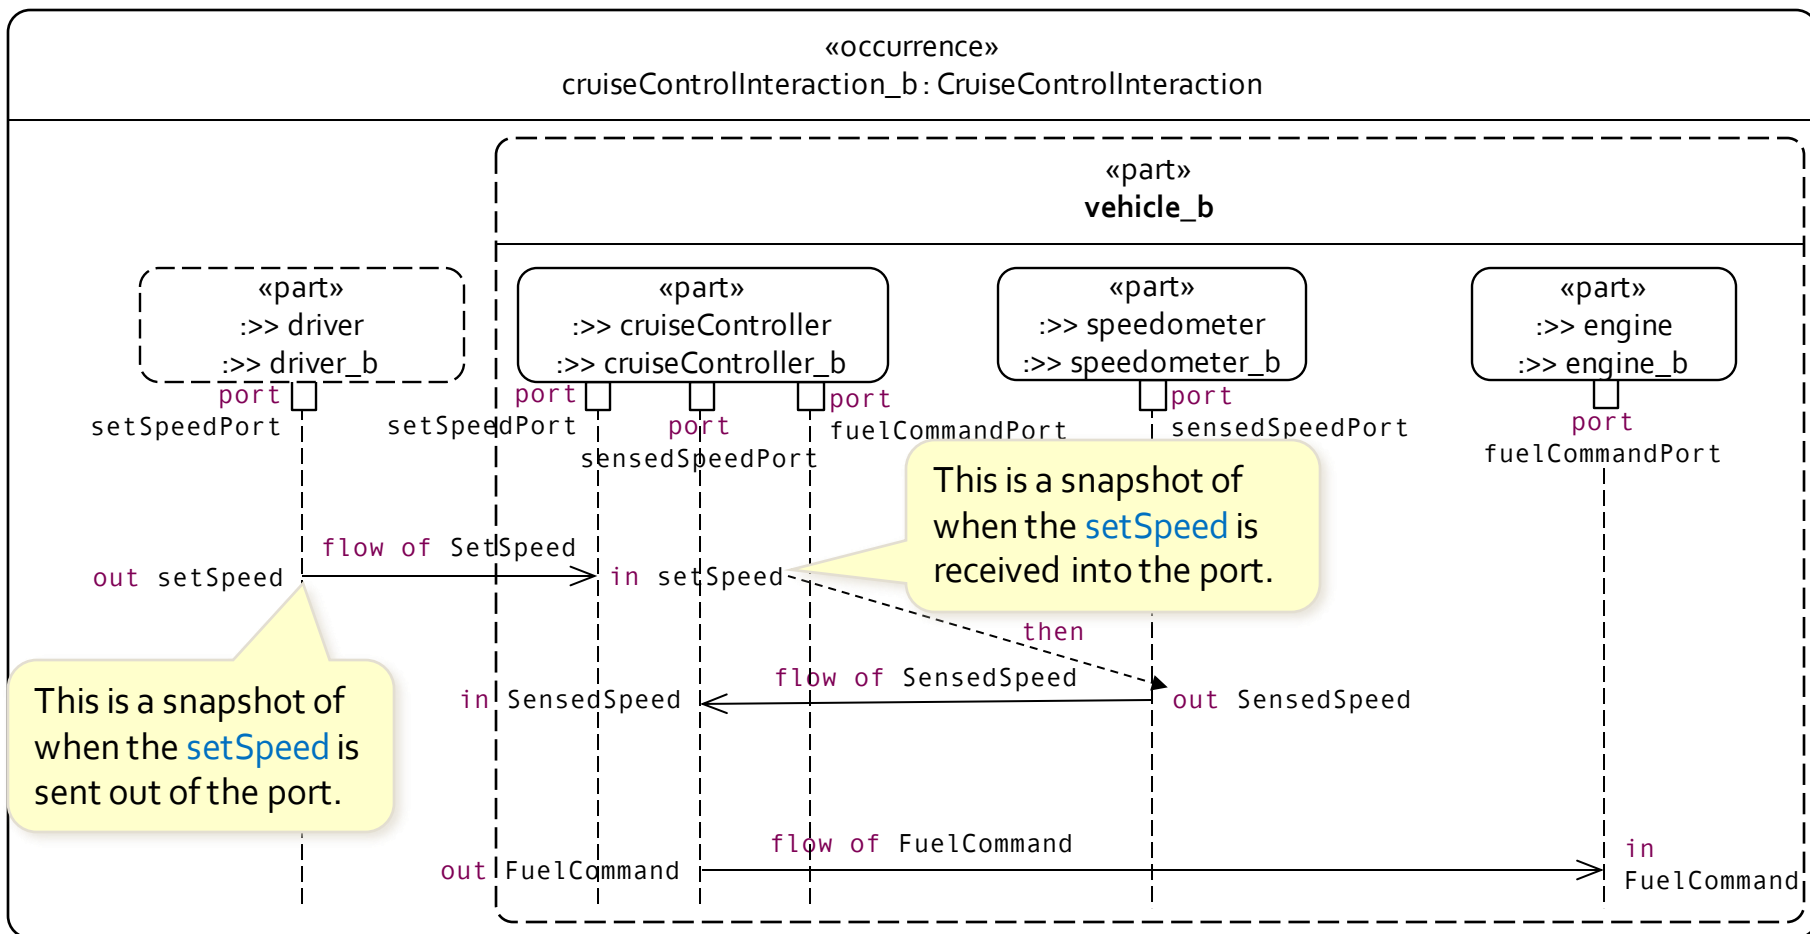 «occurrence»
cruiseControlInteraction_b : CruiseControlInteraction
«part»
vehicle_b
«part»
:>> driver
:>> driver_b
«part»
:>> cruiseController
:>> cruiseController_b
«part»
:>> speedometer
:>> speedometer_b
«part»
:>> engine
:>> engine_b
port
setSpeedPort
port
setSpeedPort
port
sensedSpeedPort
port
fuelCommandPort
port
sensedSpeedPort
port
fuelCommandPort
This is a snapshot of
when the setSpeed is
received into the port.
flow of SetSpeed
out setSpeed
in setSpeed
then
This is a snapshot of
when the setSpeed is
sent out of the port.
flow of SensedSpeed
in SensedSpeed
out SensedSpeed
flow of FuelCommand
out FuelCommand
in
FuelCommand